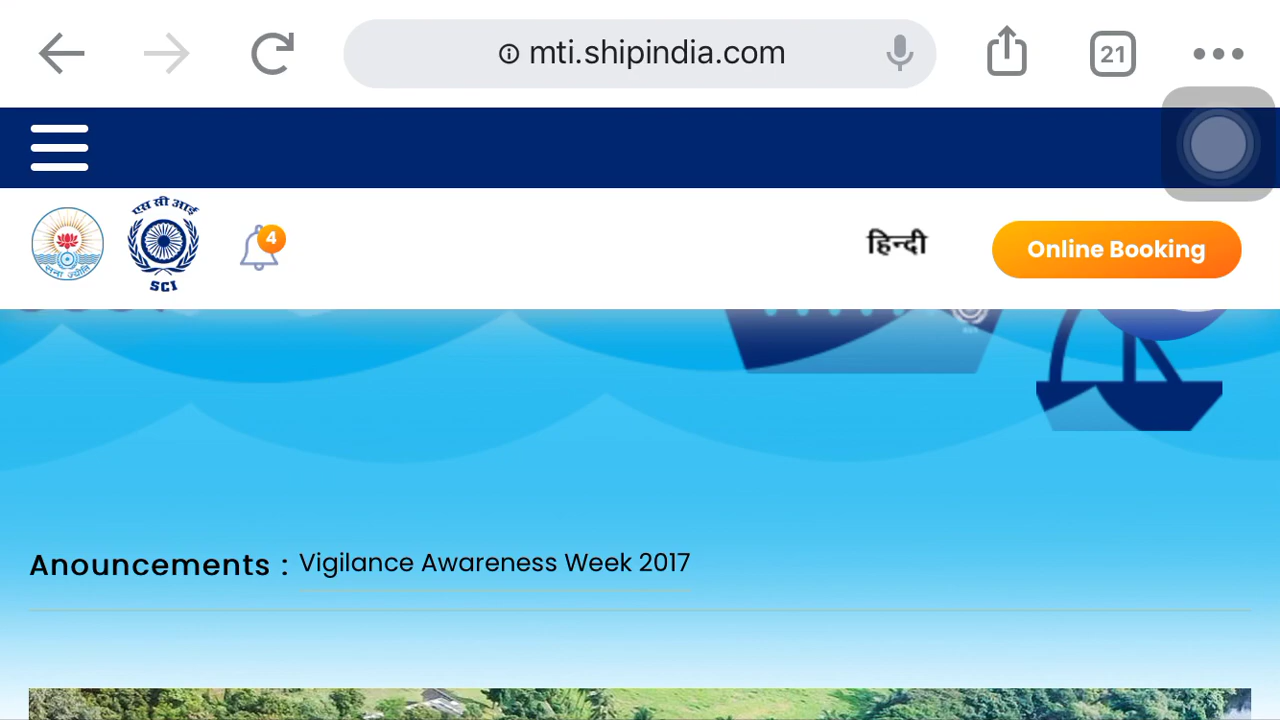 mti.shipindia.com
21
एस सी आई
SCI
4
हिन्दी
Online Booking
Anouncements :
Vigilance Awareness Week 2017